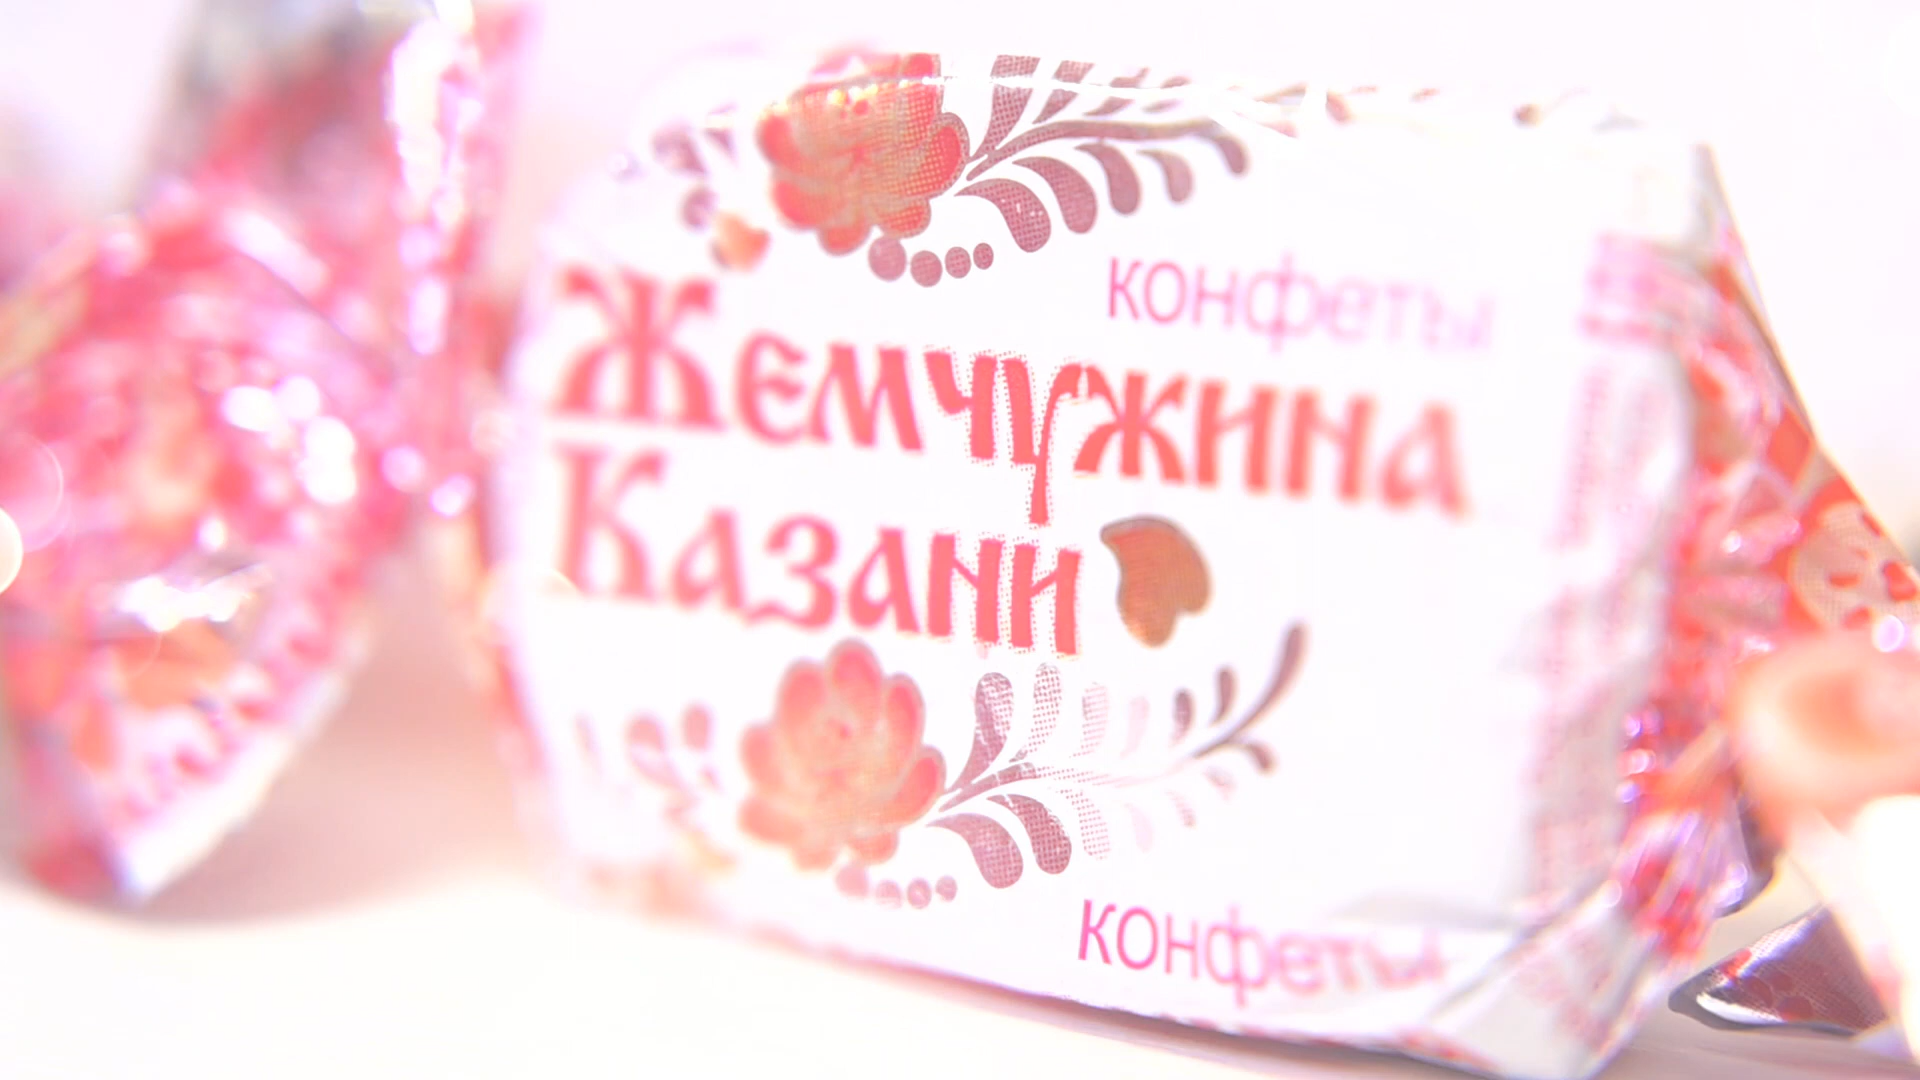 конфеты
Жемчужина
Казани
конфеты